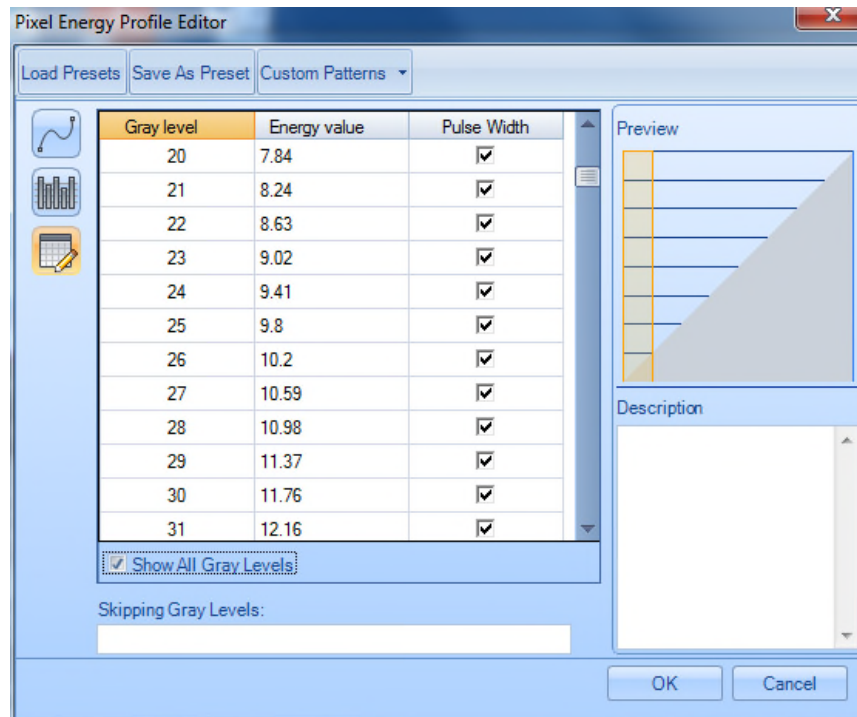 Pixel Energy Profile Editor
Load Presets Save As Preset Custom Patterns
Gray level Energy value Pulse Width
20 7.84
21 8.24
22 8.63
23 9.02
24 9.41
25 9.8
26 10.2
27 10.59
28 10.98
29 11.37
30 11.76
31 12.16
Show All Gray Levels
Skipping Gray Levels:
Preview
Description
OK Cancel